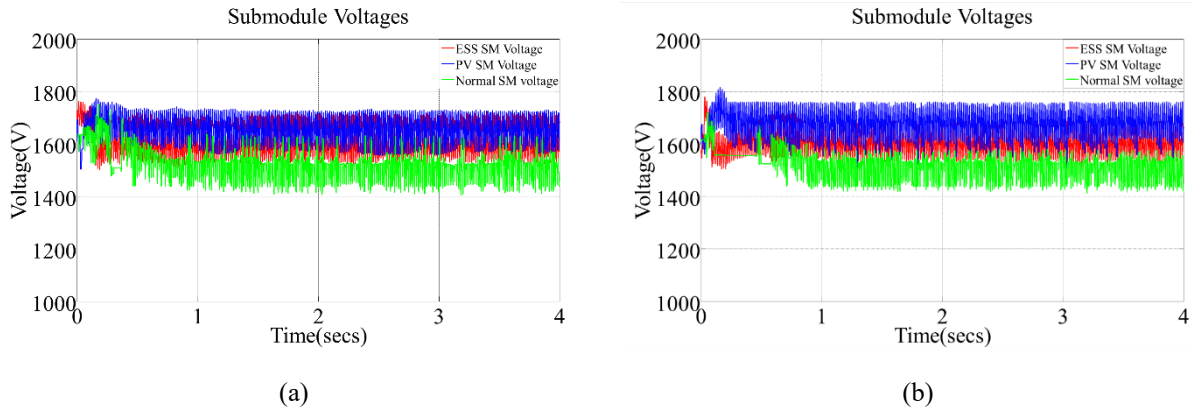 Submodule Voltages
2000
1800
1600
1400
1200
1000
Voltage(V)
ESS SM Voltage
PV SM Voltage
Normal SM voltage
0 1 2 3 4
Time(secs)
(a)
Submodule Voltages
2000
1800
1600
1400
1200
1000
Voltage(V)
ESS SM Voltage
PV SM Voltage
Normal SM voltage
0 1 2 3 4
Time(secs)
(b)